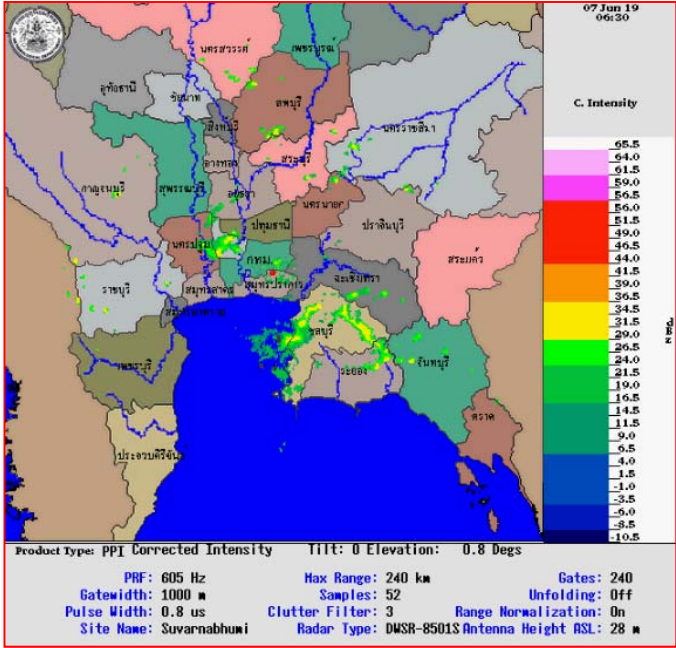 07 Jun 19
06:30
C. Intensity
นครสวรรค์
เพชรบูรณ์
อุทัยธานี
ชัยนาท
ลพบุรี
สิงห์บุรี
นครราชสีมา
อ่างทอง
สระบุรี
กาญจนบุรี
สุพรรณบุรี
อยุธยา
นครนายก
ปทุมธานี
ปราจีนบุรี
นครปฐม
กทม.
สระแก้ว
ราชบุรี
สมุทรสาคร
สมุทรปราการ
ฉะเชิงเทรา
เพชรบุรี
ชลบุรี
จันทบุรี
ระยอง
ตราด
ประจวบคีรีขันธ์
65.5
64.0
61.5
59.0
56.5
56.0
51.5
49.0
46.5
44.0
41.5
39.0
36.5
34.5
31.5
29.0
26.5
24.0
21.5
19.0
16.5
14.5
11.5
9.0
6.5
4.0
1.5
-1.0
-3.5
-6.0
-8.5
-10.5
Product Type: PPI Corrected Intensity Tilt: 0 Elevation: 0.8 Degs
PRF: 605 Hz Max Range: 240 km Gates: 240
Gatewidth: 1000 m Samples: 52 Unfolding: Off
Pulse Width: 0.8 us Clutter Filter: 3 Range Normalization: On
Site Name: Suvarnabhumi Radar Type: DWSR-8501S Antenna Height ASL: 28 m